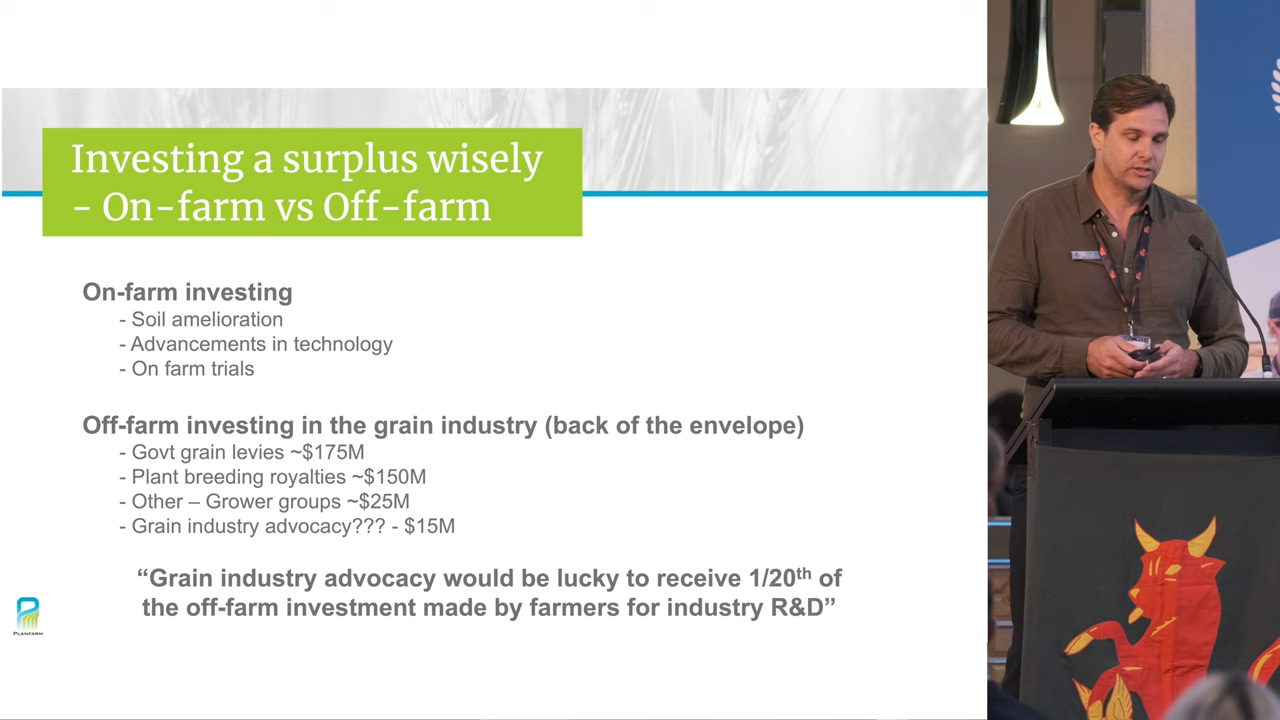 Investing a surplus wisely
– On-farm vs Off-farm
On-farm investing
- Soil amelioration
- Advancements in technology
- On farm trials
Off-farm investing in the grain industry (back of the envelope)
- Govt grain levies ~$175M
- Plant breeding royalties ~$150M
- Other – Grower groups ~$25M
- Grain industry advocacy??? - $15M
“Grain industry advocacy would be lucky to receive 1/20th of
the off-farm investment made by farmers for industry R&D”
PLANFARM